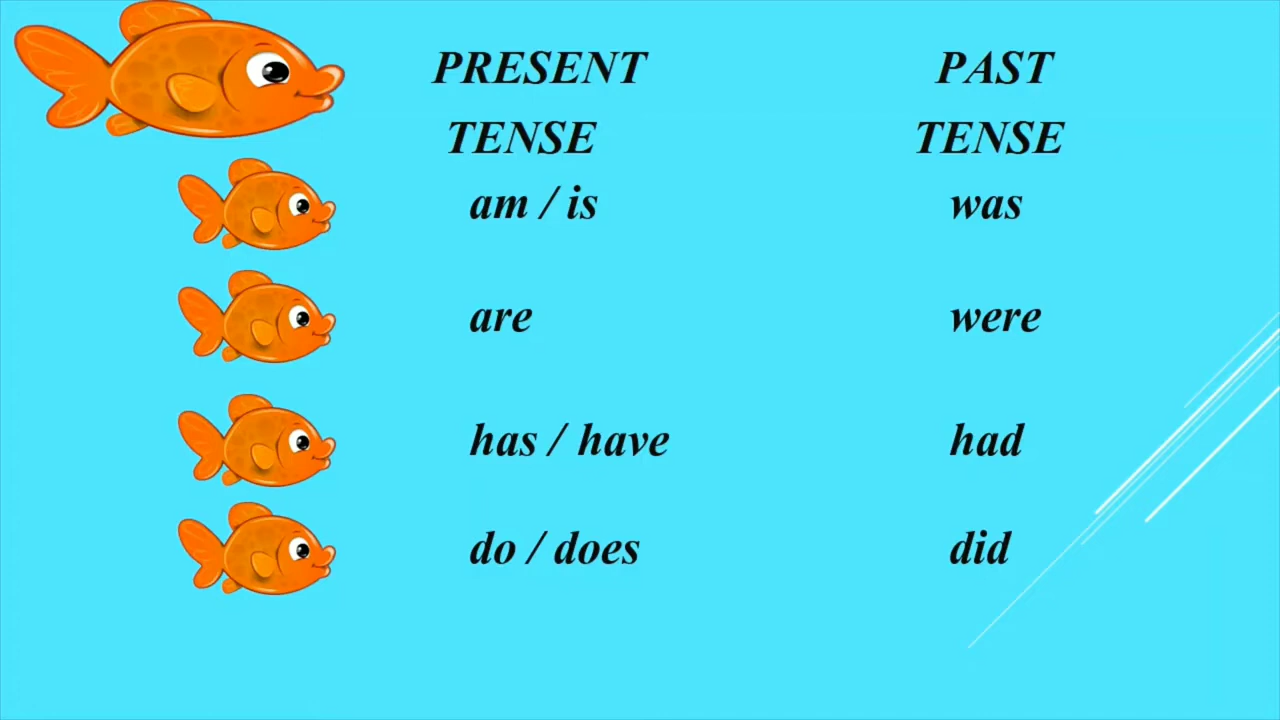 PRESENT PAST
TENSE TENSE
am / is was
are were
has / have had
do / does did